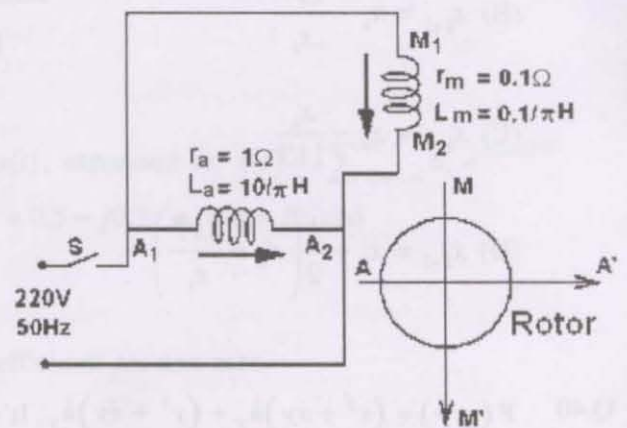 M₁
rₘ = 0.1Ω
Lₘ = 0.1/πH
M₂
rₐ = 1Ω
Lₐ = 10/πH
M
S
A₁
A₂
A
A'
220V
50Hz
Rotor
M'